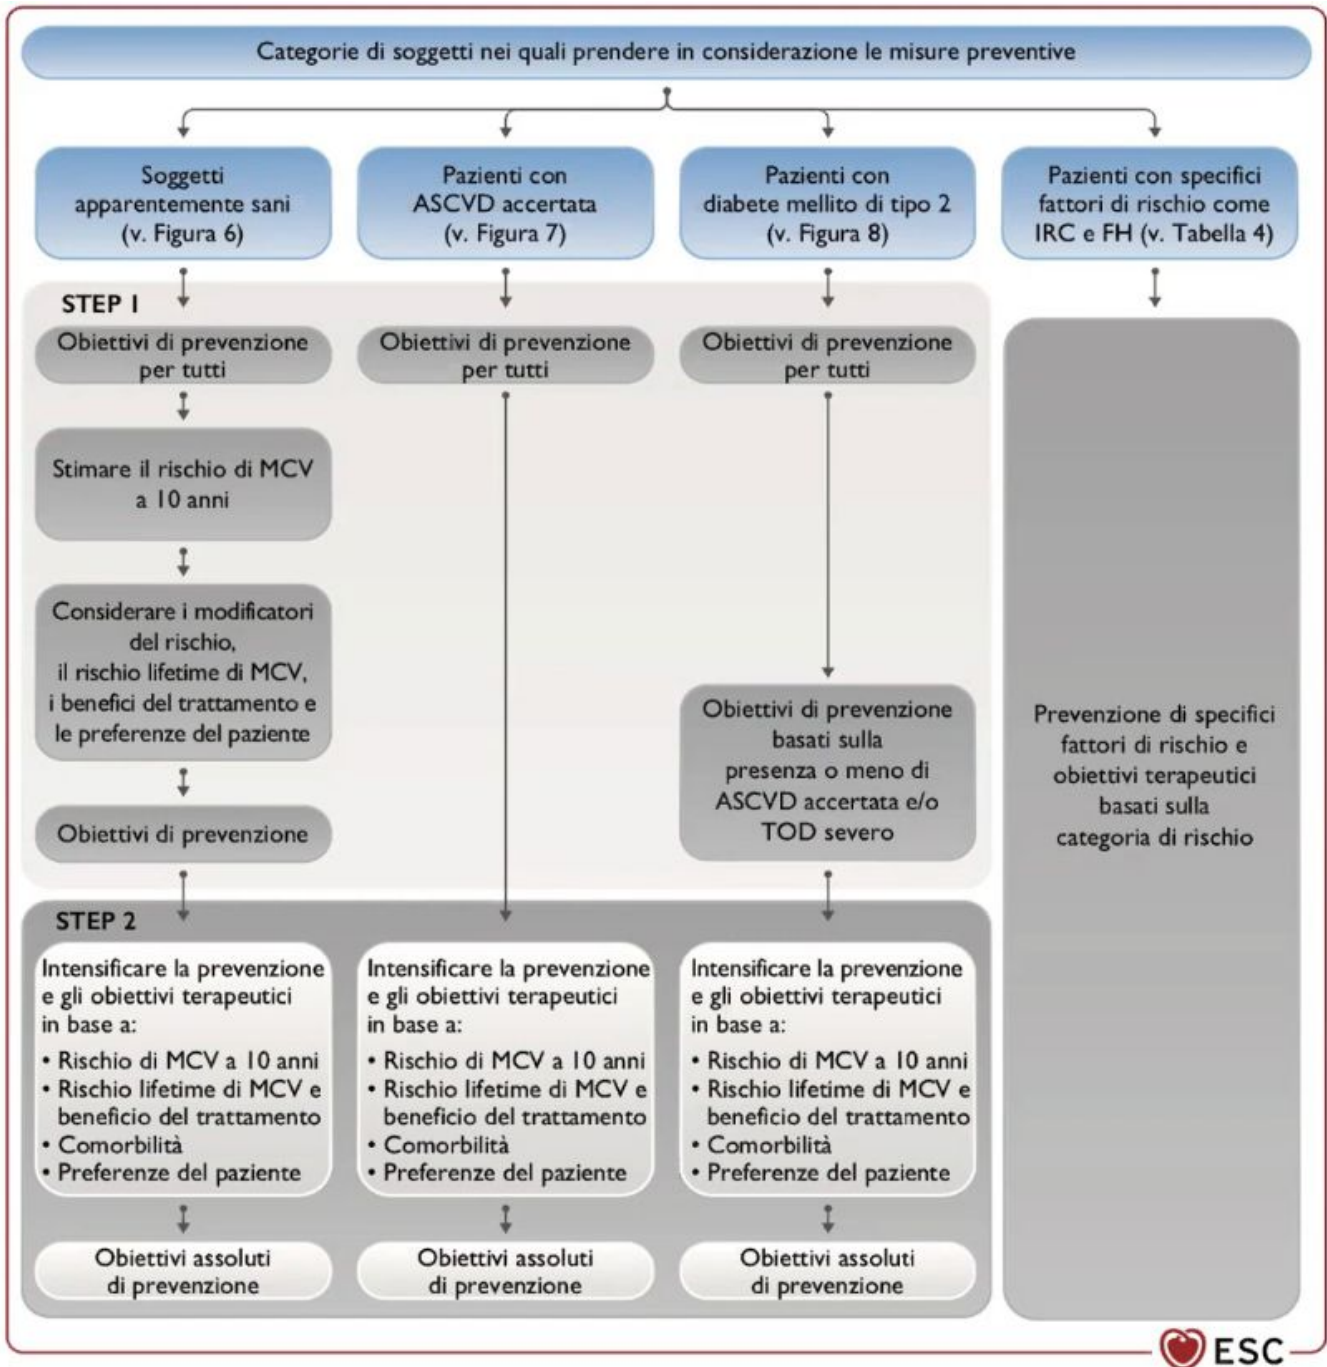 Categorie di soggetti nei quali prendere in considerazione le misure preventive
Soggetti
apparentemente sani
(v. Figura 6)
Pazienti con
ASCVD accertata
(v. Figura 7)
Pazienti con
diabete mellito di tipo 2
(v. Figura 8)
Pazienti con specifici
fattori di rischio come
IRC e FH (v. Tabella 4)
STEP 1
Obiettivi di prevenzione
per tutti
Stimare il rischio di MCV
a 10 anni
Considerare i modificatori
del rischio,
il rischio lifetime di MCV,
i benefici del trattamento e
le preferenze del paziente
Obiettivi di prevenzione
Obiettivi di prevenzione
per tutti
Obiettivi di prevenzione
per tutti
Obiettivi di prevenzione
basati sulla
presenza o meno di
ASCVD accertata e/o
TOD severo
Prevenzione di specifici
fattori di rischio e
obiettivi terapeutici
basati sulla
categoria di rischio
STEP 2
Intensificare la prevenzione
e gli obiettivi terapeutici
in base a:
• Rischio di MCV a 10 anni
• Rischio lifetime di MCV e
beneficio del trattamento
• Comorbilità
• Preferenze del paziente
Obiettivi assoluti
di prevenzione
Intensificare la prevenzione
e gli obiettivi terapeutici
in base a:
• Rischio di MCV a 10 anni
• Rischio lifetime di MCV e
beneficio del trattamento
• Comorbilità
• Preferenze del paziente
Obiettivi assoluti
di prevenzione
Intensificare la prevenzione
e gli obiettivi terapeutici
in base a:
• Rischio di MCV a 10 anni
• Rischio lifetime di MCV e
beneficio del trattamento
• Comorbilità
• Preferenze del paziente
Obiettivi assoluti
di prevenzione
ESC